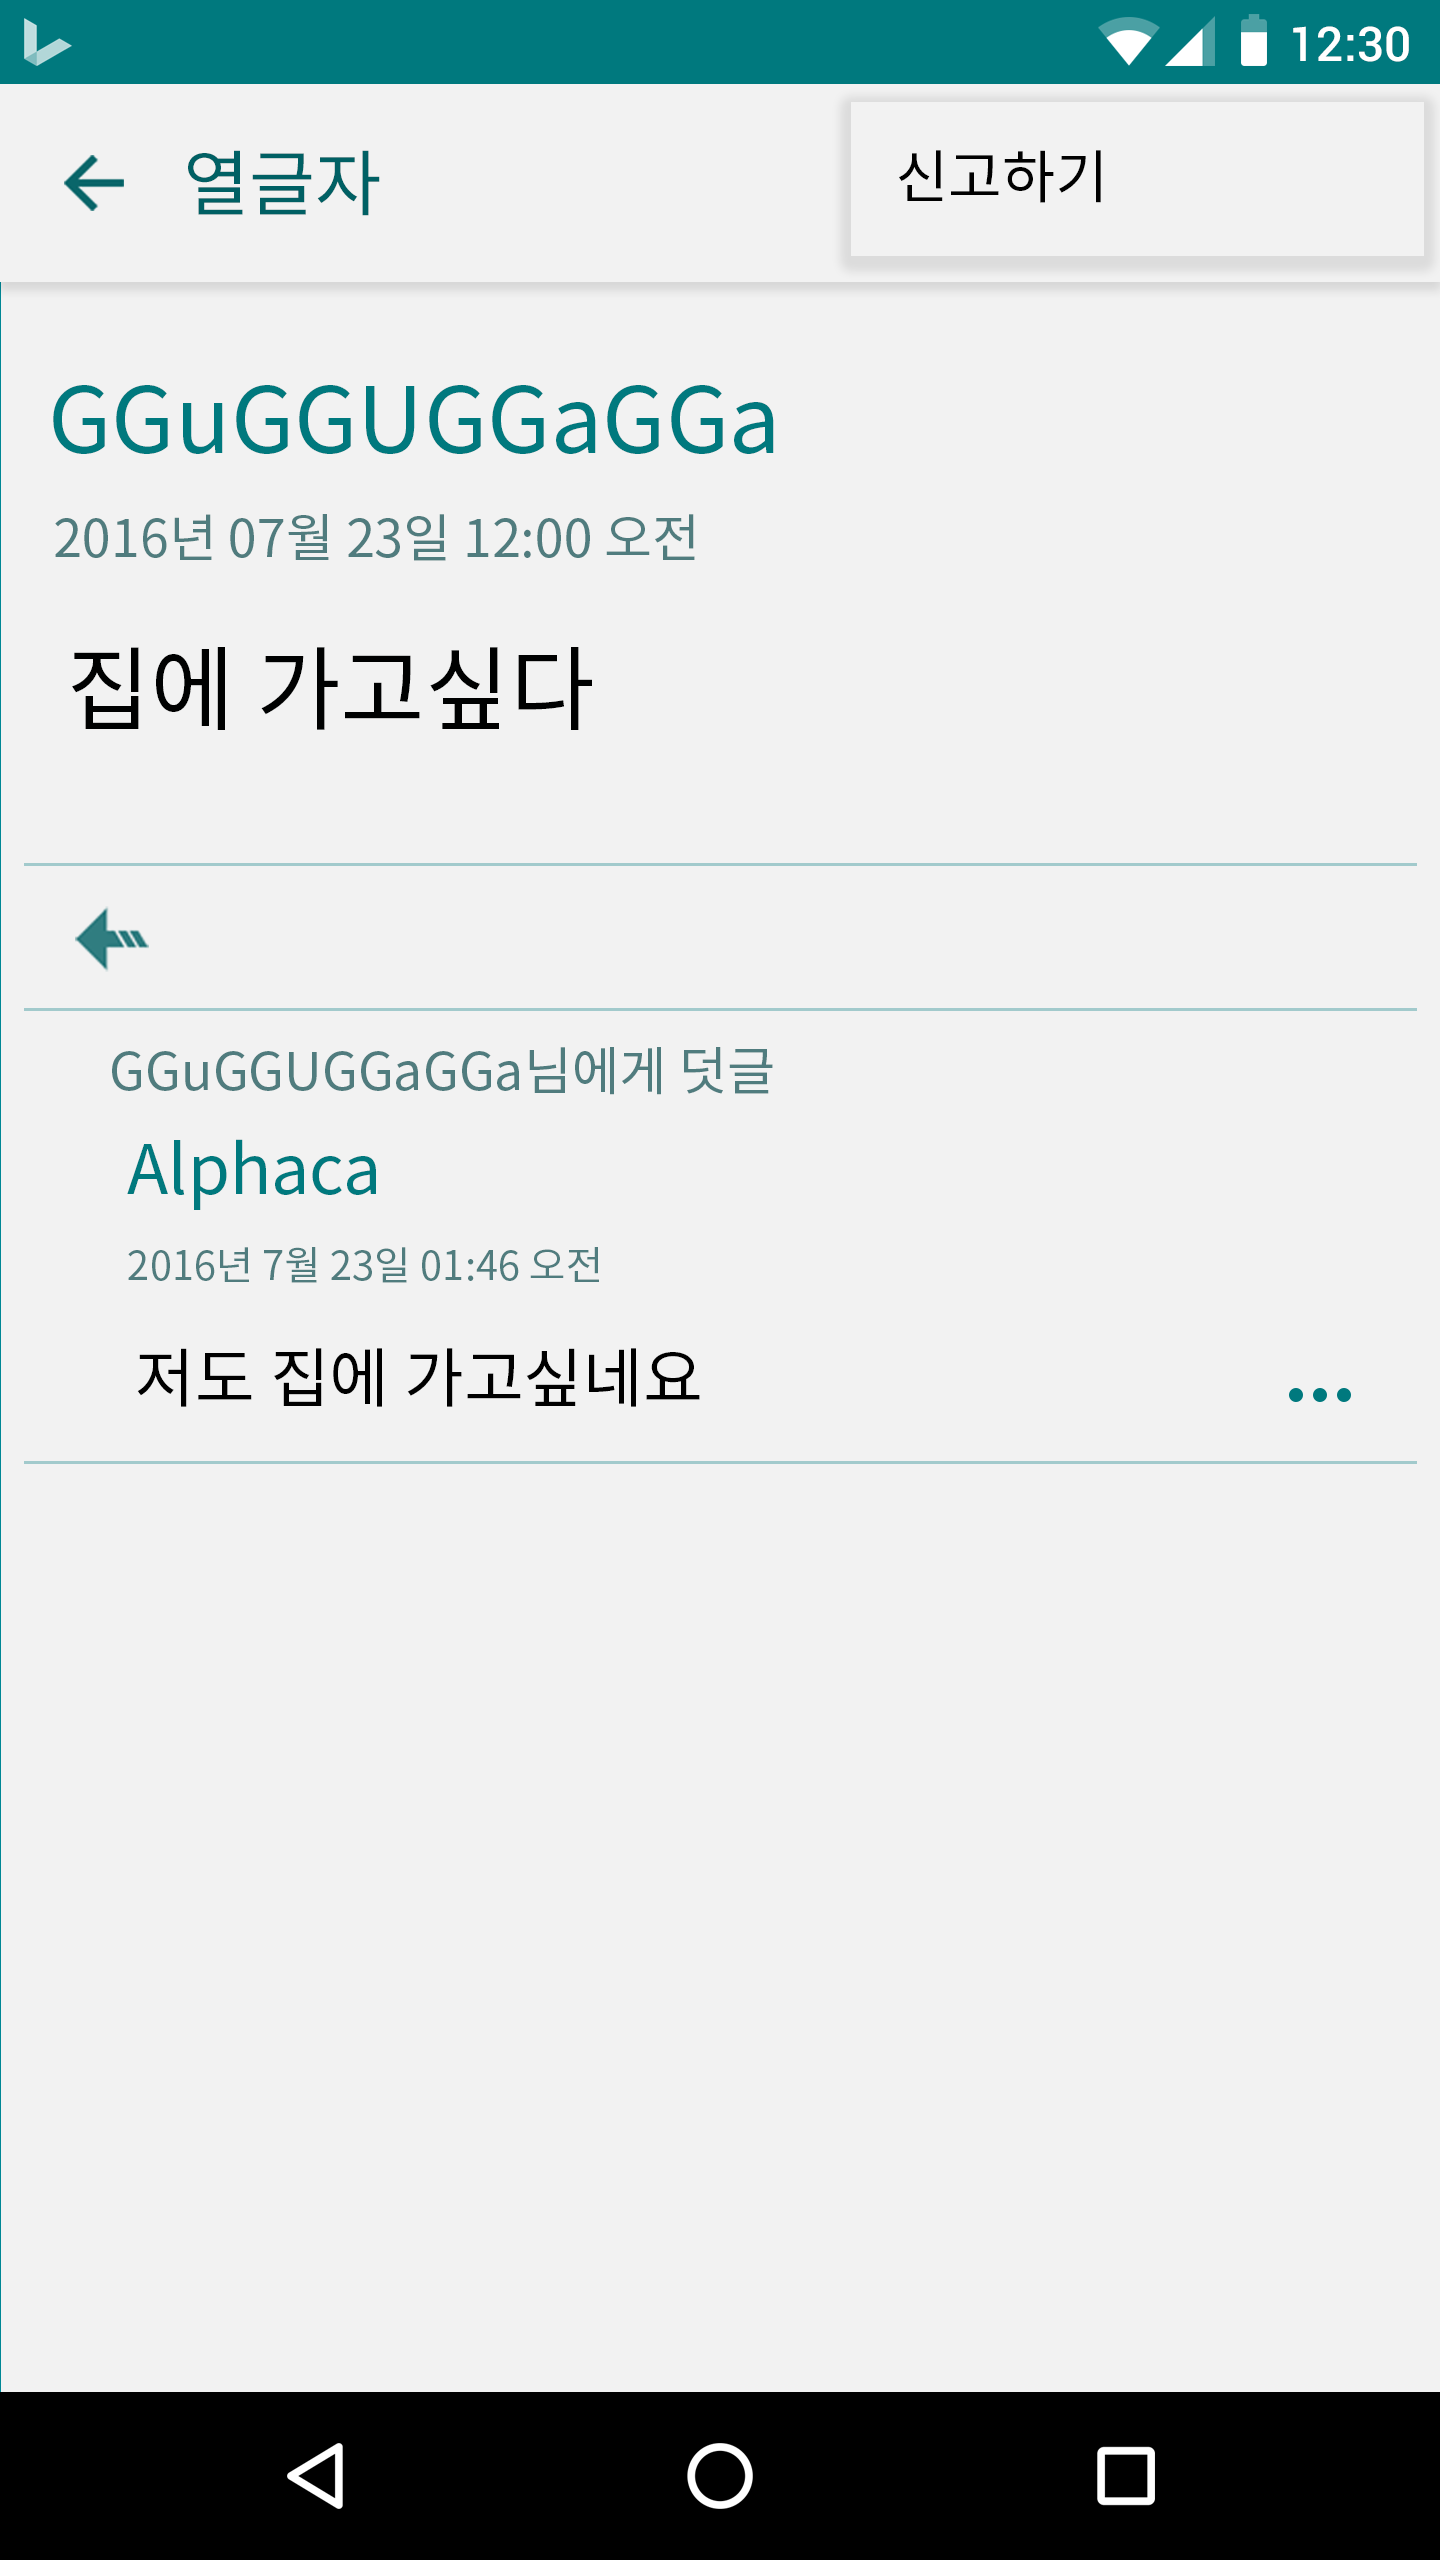 12:30
열글자
신고하기
GGuGGUGGaGGa
2016년 07월 23일 12:00 오전
집에 가고싶다
GGuGGUGGaGGa님에게 덧글
Alphaca
2016년 7월 23일 01:46 오전
저도 집에 가고싶네요